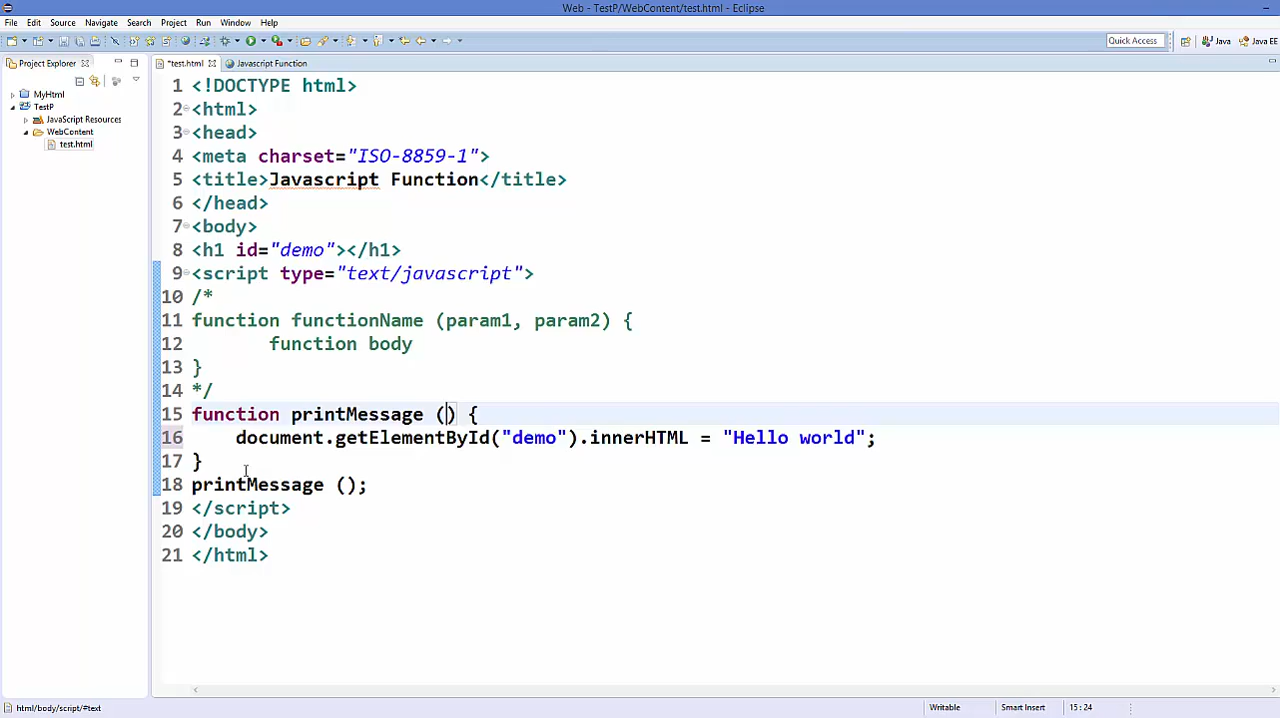 Web - TestP/WebContent/test.html - Eclipse
File Edit Source Navigate Search Project Run Window Help
Quick Access Java Java EE
Project Explorer
MyHtml
TestP
JavaScript Resources
WebContent
test.html
*test.html Javascript Function
1 <!DOCTYPE html>
2 <html>
3 <head>
4 <meta charset="ISO-8859-1">
5 <title>Javascript Function</title>
6 </head>
7 <body>
8 <h1 id="demo"></h1>
9 <script type="text/javascript">
10 /*
11 function functionName (param1, param2) {
12 function body
13 }
14 */
15 function printMessage () {
16 document.getElementById("demo").innerHTML = "Hello world";
17 }
18 printMessage ();
19 </script>
20 </body>
21 </html>
html/body/script/#text Writable Smart Insert 15:24